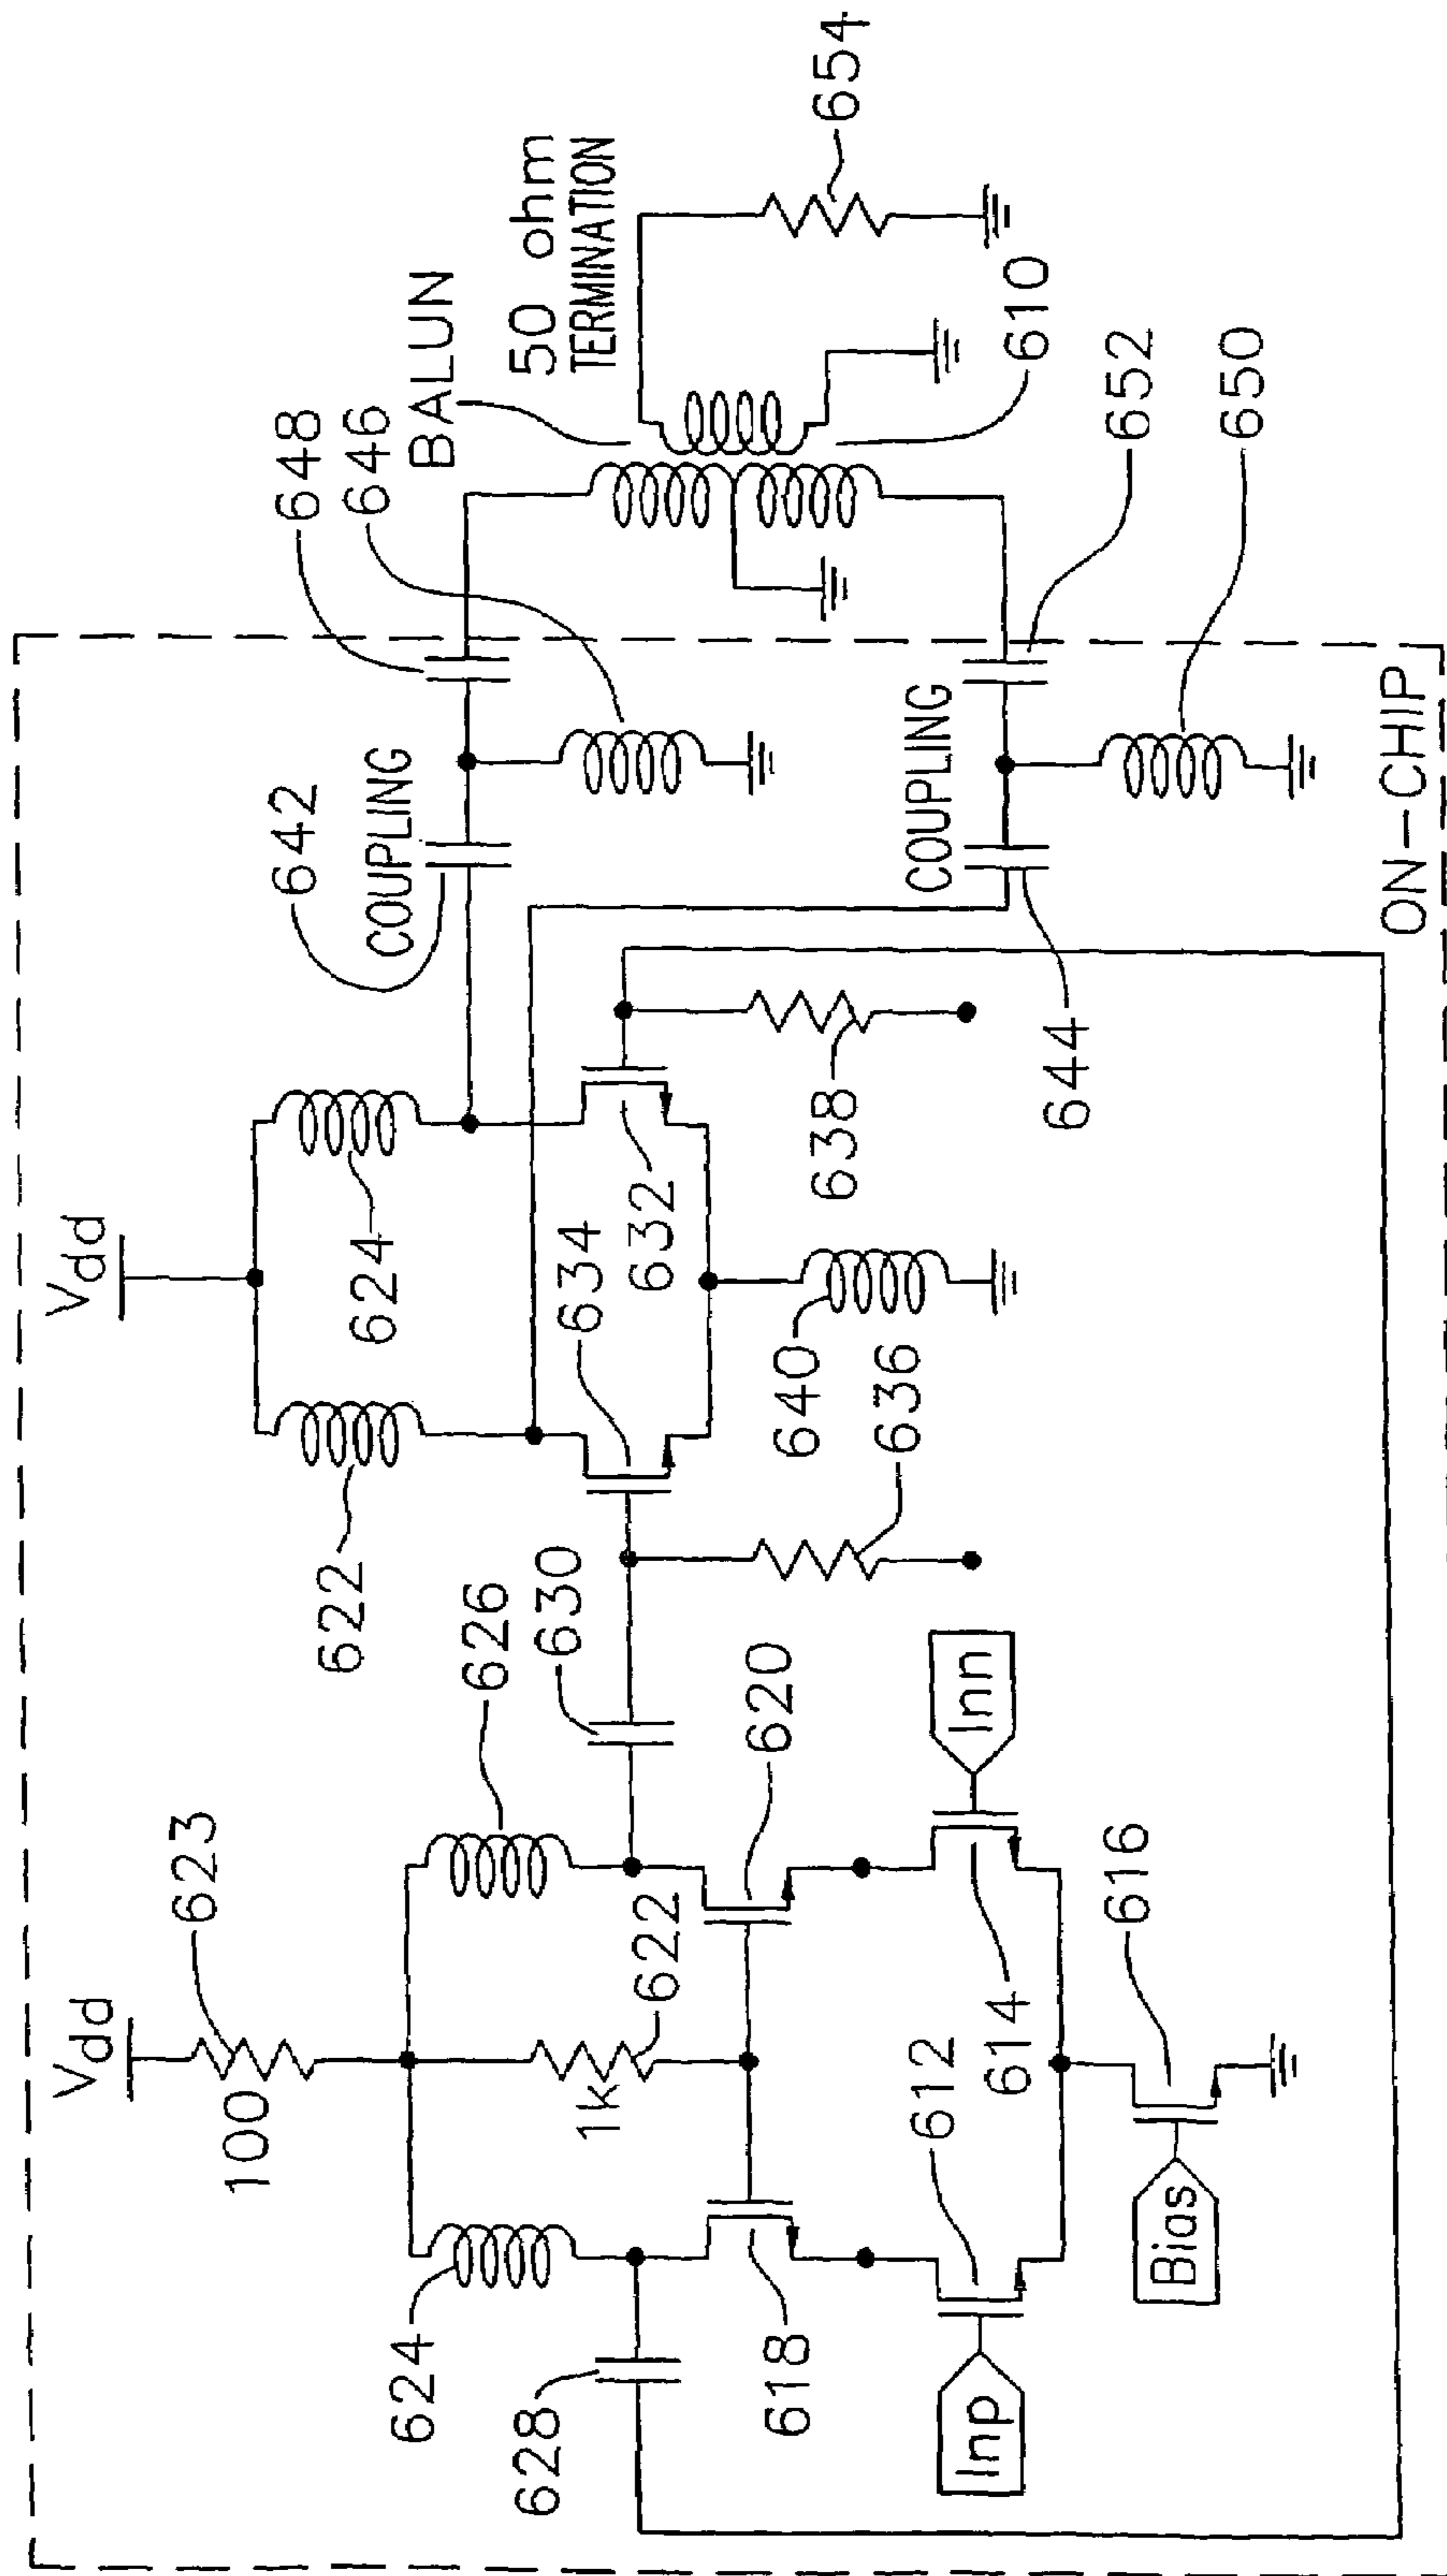 Vdd
623
100
624
626
628
630
1k
622
618
620
612
614
Inp
Inn
Bias
616
Vdd
622
624
634
632
636
638
640
642
COUPLING
648
646
COUPLING
644
652
650
BALUN
610
50 ohm
TERMINATION
654
ON-CHIP